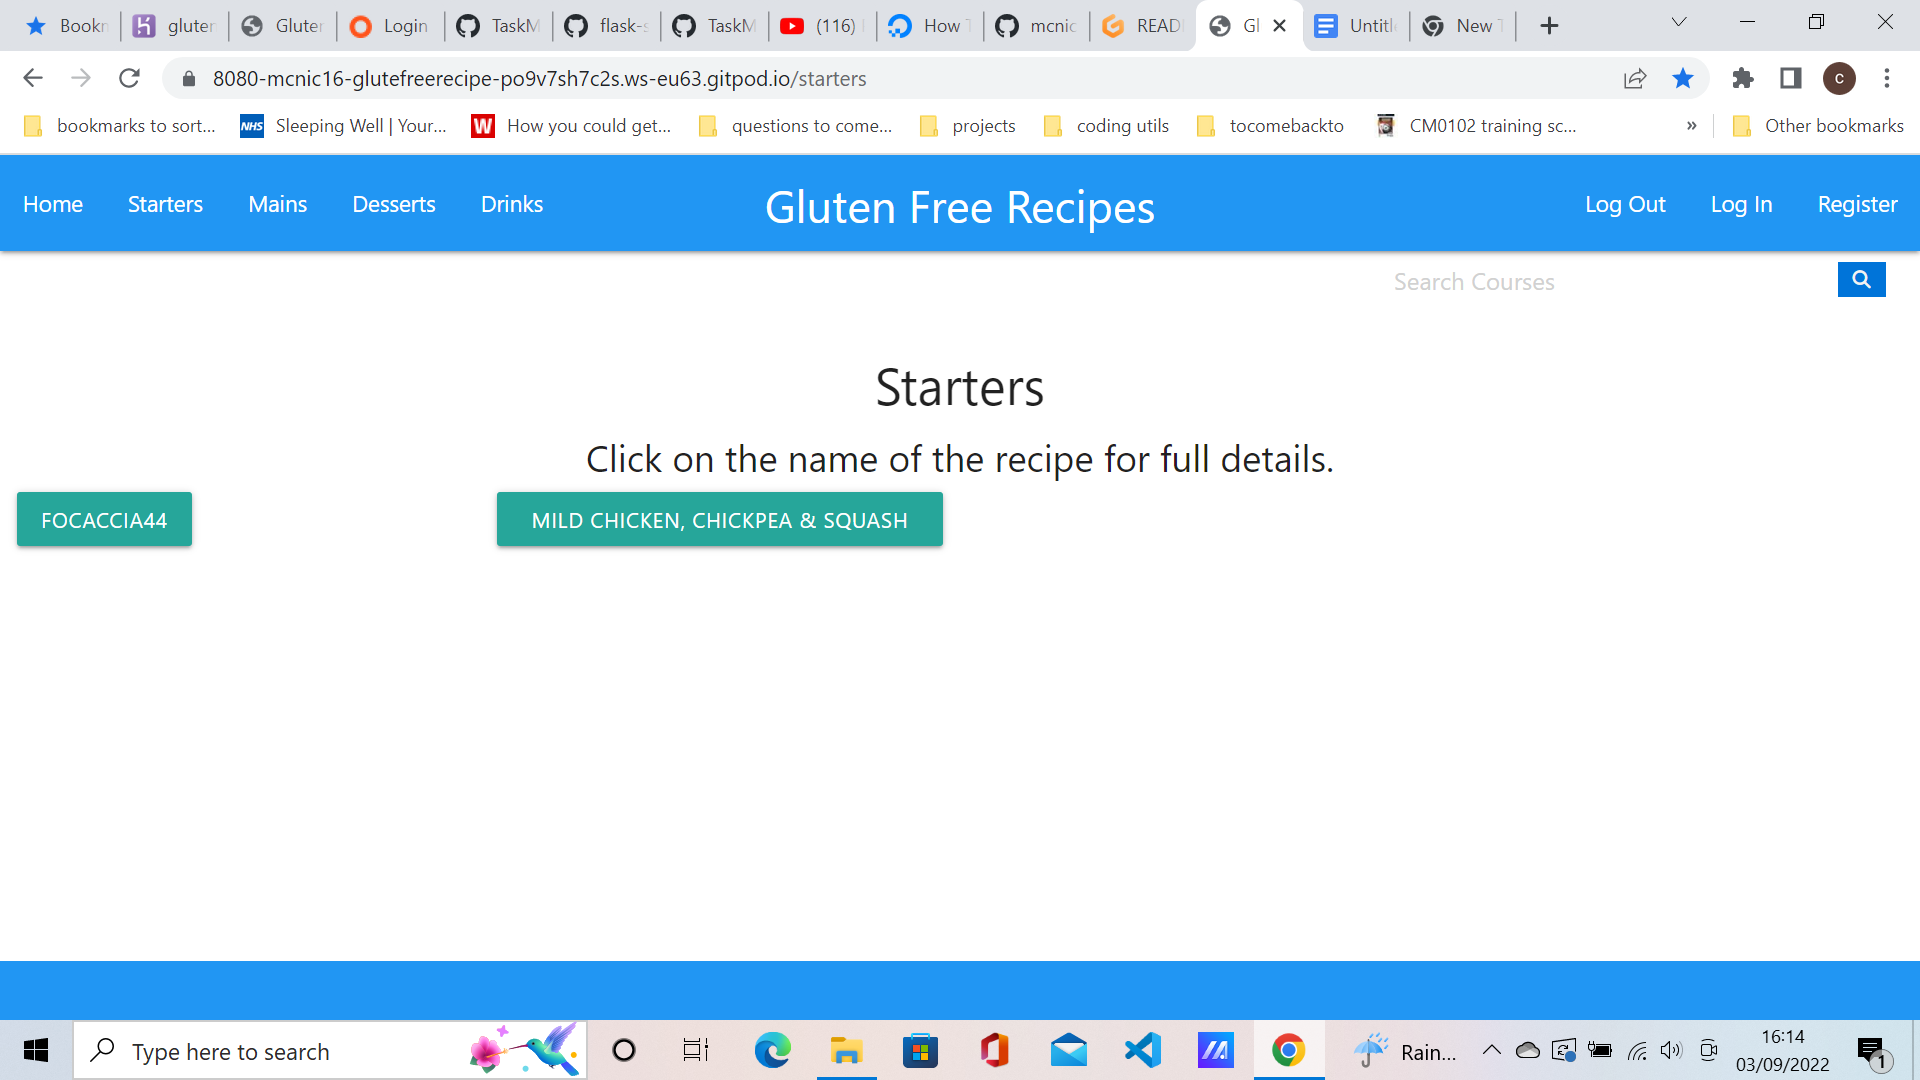 Bookn
gluten
Gluter
Login
TaskM
flask-s
TaskM
(116)
How T
mcnic
READ
Gl
Untitle
New T
8080-mcnic16-glutefreerecipe-po9v7sh7c2s.ws-eu63.gitpod.io/starters
c
bookmarks to sort...
NHS
Sleeping Well | Your...
W
How you could get...
questions to come...
projects
coding utils
tocomebackto
CM0102 training sc...
»
Other bookmarks
Home
Starters
Mains
Desserts
Drinks
Gluten Free Recipes
Log Out
Log In
Register
Search Courses
Starters
Click on the name of the recipe for full details.
FOCACCIA44
MILD CHICKEN, CHICKPEA & SQUASH
Type here to search
Rain...
16:14
03/09/2022
1